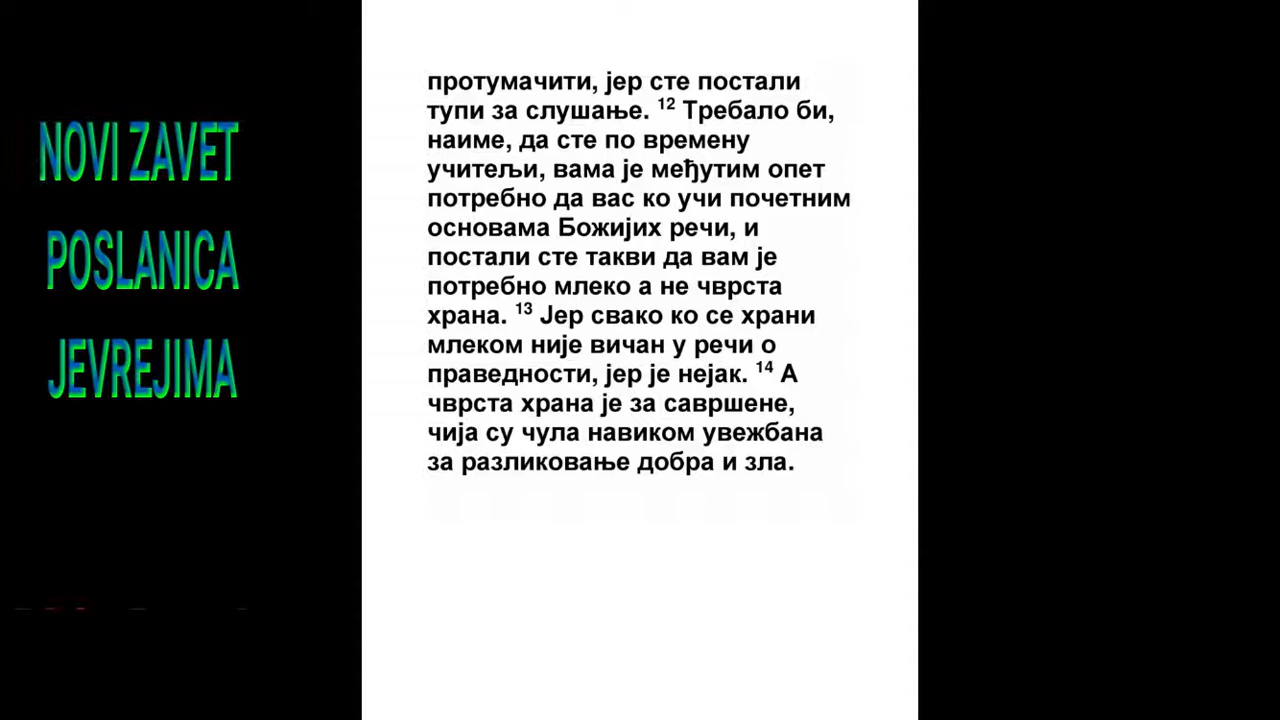 NOVI ZAVET
POSLANICA
JEVREJIMA
протумачити, јер сте постали
тупи за слушање. 12 Требало би,
наиме, да сте по времену
учитељи, вама је међутим опет
потребно да вас ко учи почетним
основама Божијих речи, и
постали сте такви да вам је
потребно млеко а не чврста
храна. 13 Јер свако ко се храни
млеком није вичан у речи о
праведности, јер је нејак. 14 А
чврста храна је за савршене,
чија су чула навиком увежбана
за разликовање добра и зла.